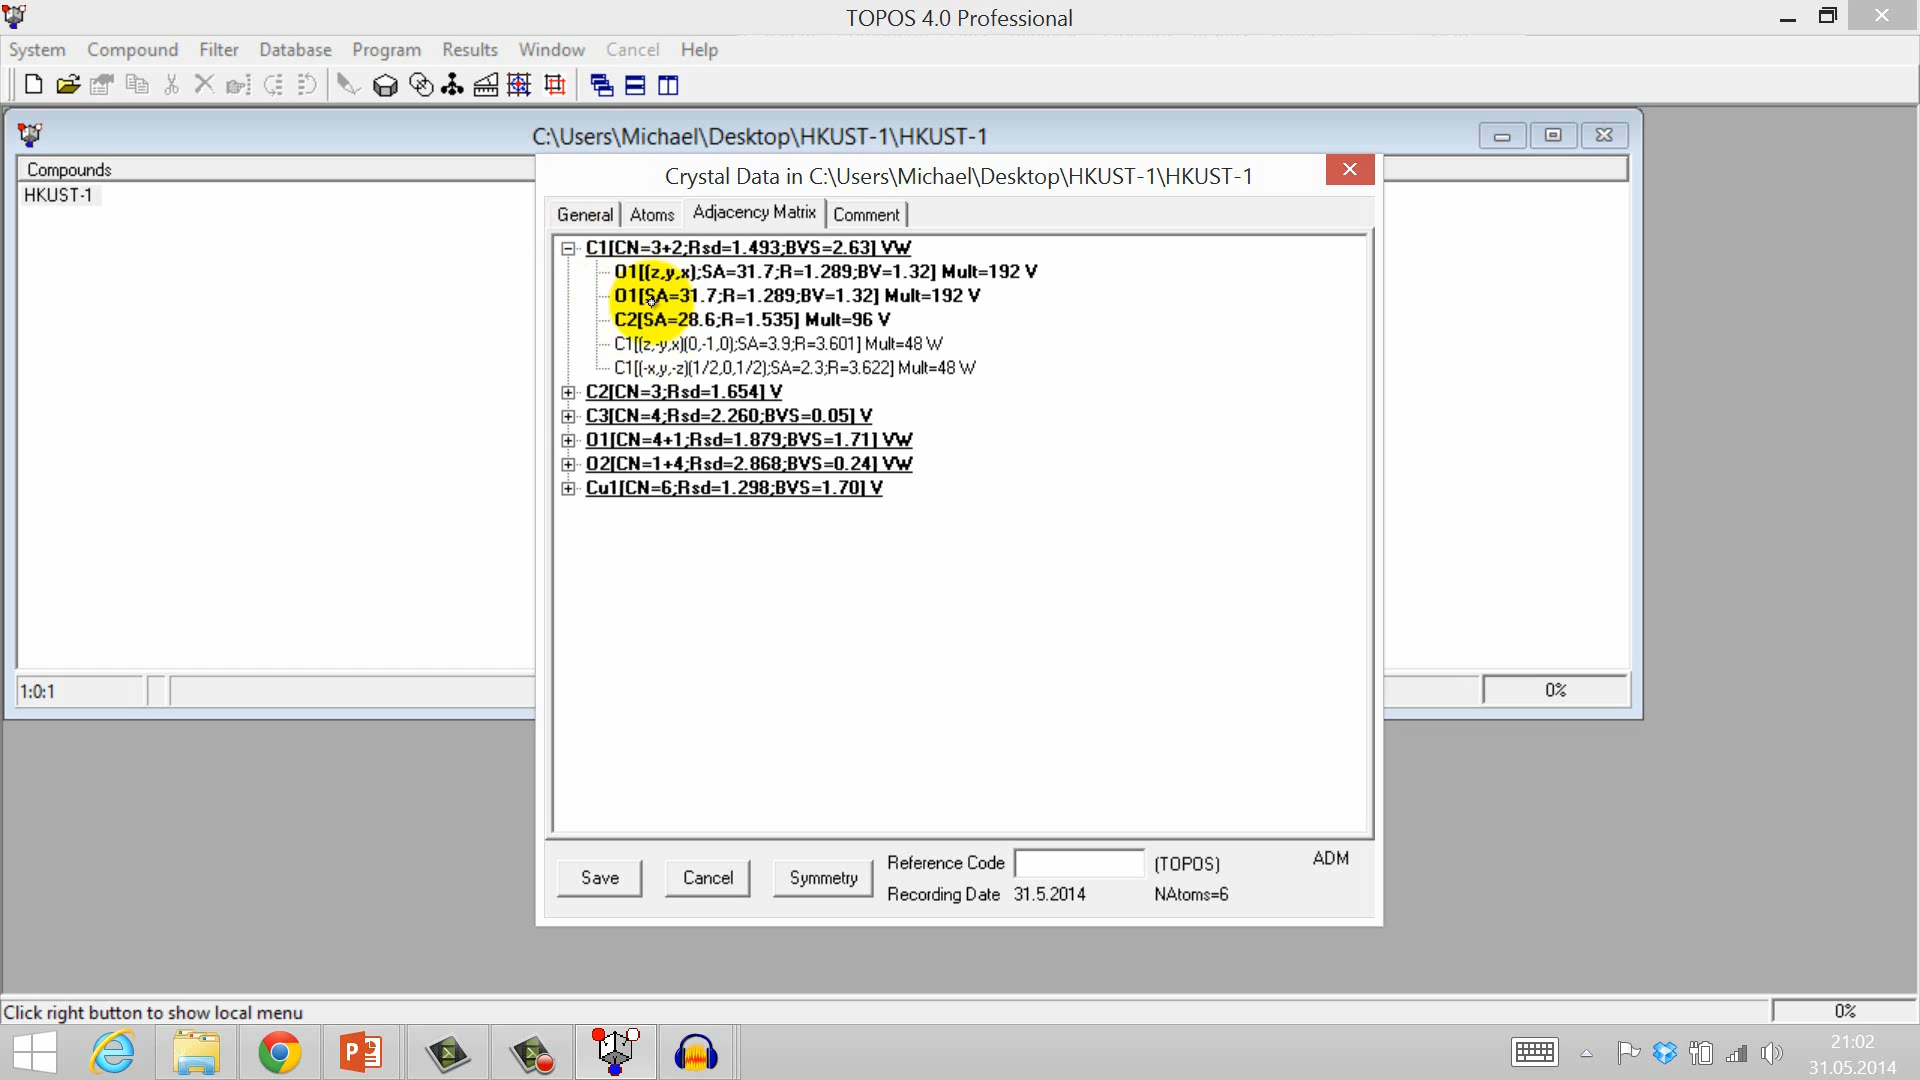 TOPOS 4.0 Professional
System Compound Filter Database Program Results Window Cancel Help
C:\Users\Michael\Desktop\HKUST-1\HKUST-1
Compounds
HKUST-1
Crystal Data in C:\Users\Michael\Desktop\HKUST-1\HKUST-1
General Atoms Adjacency Matrix Comment
C1[CN=3+2;Rsd=1.493;BVS=2.63] VW
O1[(z,y,x);SA=31.7;R=1.289;BV=1.32] Mult=192 V
O1[SA=31.7;R=1.289;BV=1.32] Mult=192 V
C2[SA=28.6;R=1.535] Mult=96 V
C1[(z,-y,x)(0,-1,0);SA=3.9;R=3.601] Mult=48 W
C1[(-x,y,-z)(1/2,0,1/2);SA=2.3;R=3.622] Mult=48 W
C2[CN=3;Rsd=1.654] V
C3[CN=4;Rsd=2.260;BVS=0.05] V
O1[CN=4+1;Rsd=1.879;BVS=1.71] VW
O2[CN=1+4;Rsd=2.868;BVS=0.24] VW
Cu1[CN=6;Rsd=1.298;BVS=1.70] V
1:0:1
0%
Save Cancel Symmetry
Reference Code (TOPOS) ADM
Recording Date 31.5.2014 NAtoms=6
Click right button to show local menu 0%
21:02
31.05.2014